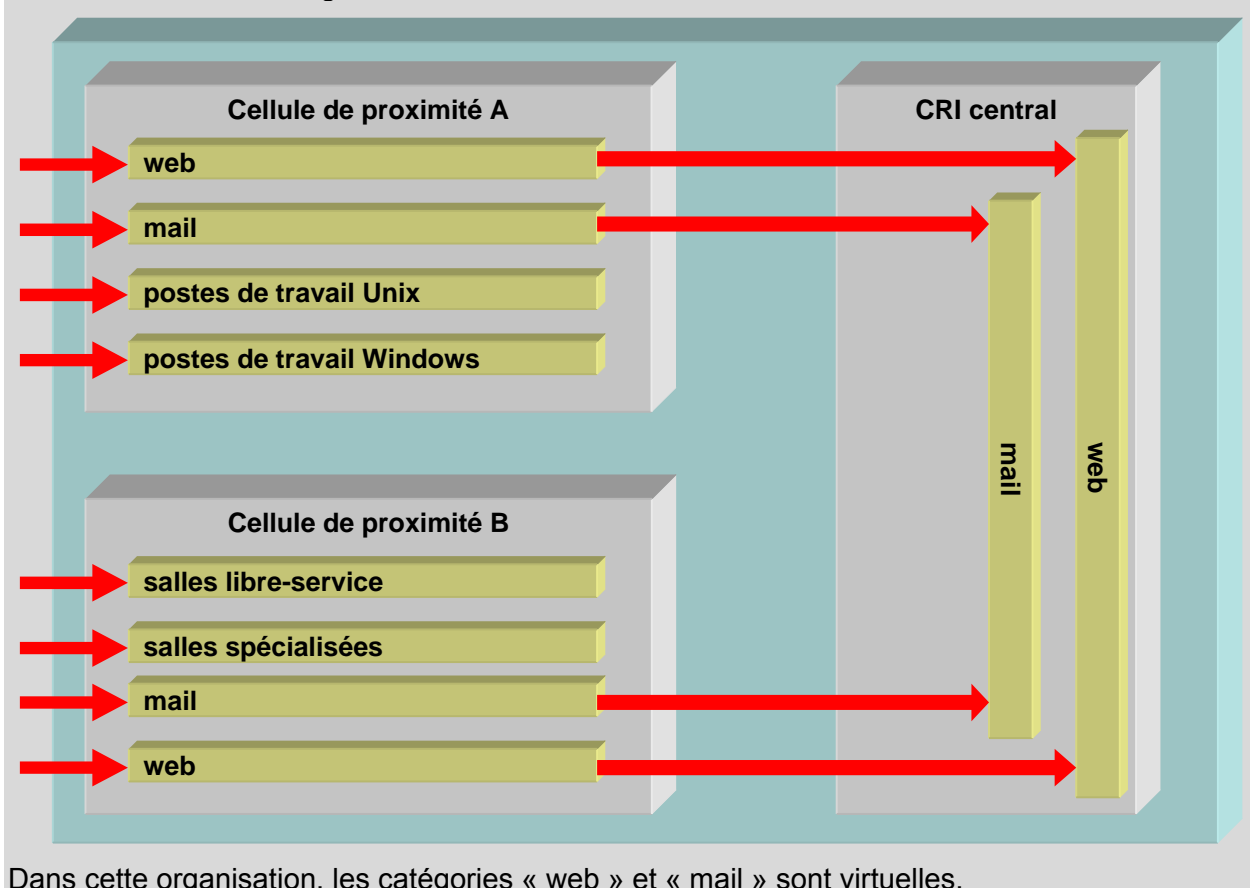 Cellule de proximité A
web
mail
postes de travail Unix
postes de travail Windows
Cellule de proximité B
salles libre-service
salles spécialisées
mail
web
CRI central
mail
web
Dans cette organisation, les catégories « web » et « mail » sont virtuelles.